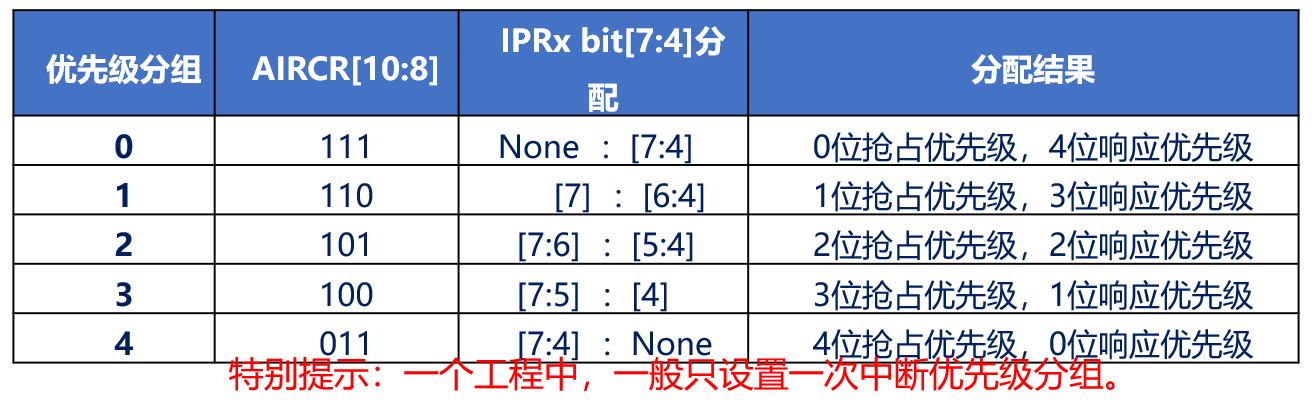 优先级分组 AIRCR[10:8] IPRx bit[7:4]分配 分配结果
0 111 None : [7:4] 0位抢占优先级，4位响应优先级
1 110 [7] : [6:4] 1位抢占优先级，3位响应优先级
2 101 [7:6] : [5:4] 2位抢占优先级，2位响应优先级
3 100 [7:5] : [4] 3位抢占优先级，1位响应优先级
4 011 [7:4] : None 4位抢占优先级，0位响应优先级
特别提示：一个工程中，一般只设置一次中断优先级分组。